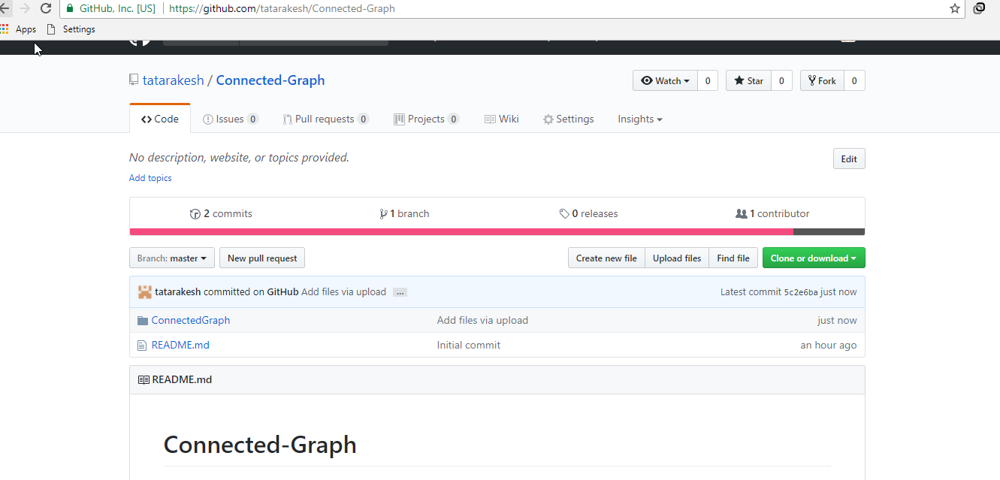 GitHub, Inc. [US] https://github.com/tatarakesh/Connected-Graph
Apps Settings
tatarakesh / Connected-Graph Watch 0 Star 0 Fork 0
Code Issues 0 Pull requests 0 Projects 0 Wiki Settings Insights
No description, website, or topics provided. Edit
Add topics
2 commits 1 branch 0 releases 1 contributor
Branch: master New pull request Create new file Upload files Find file Clone or download
tatarakesh committed on GitHub Add files via upload ... Latest commit 5c2e6ba just now
ConnectedGraph Add files via upload just now
README.md Initial commit an hour ago
README.md
Connected-Graph